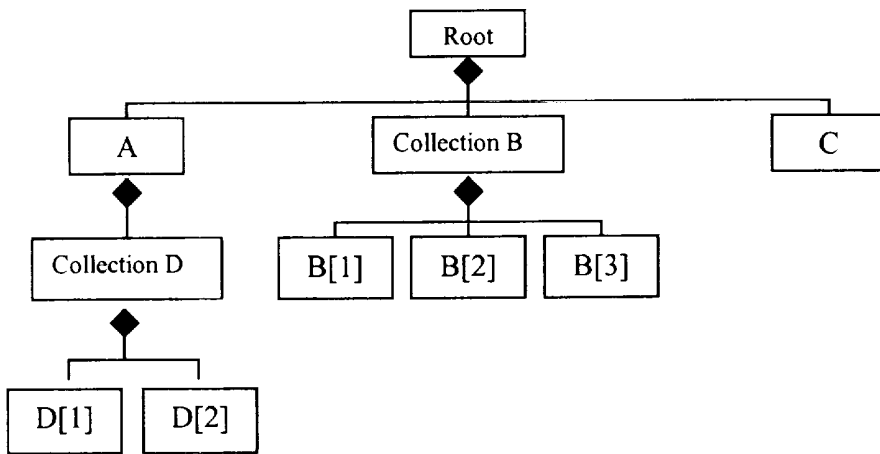 Root
A
Collection B
C
Collection D
B[1]
B[2]
B[3]
D[1]
D[2]